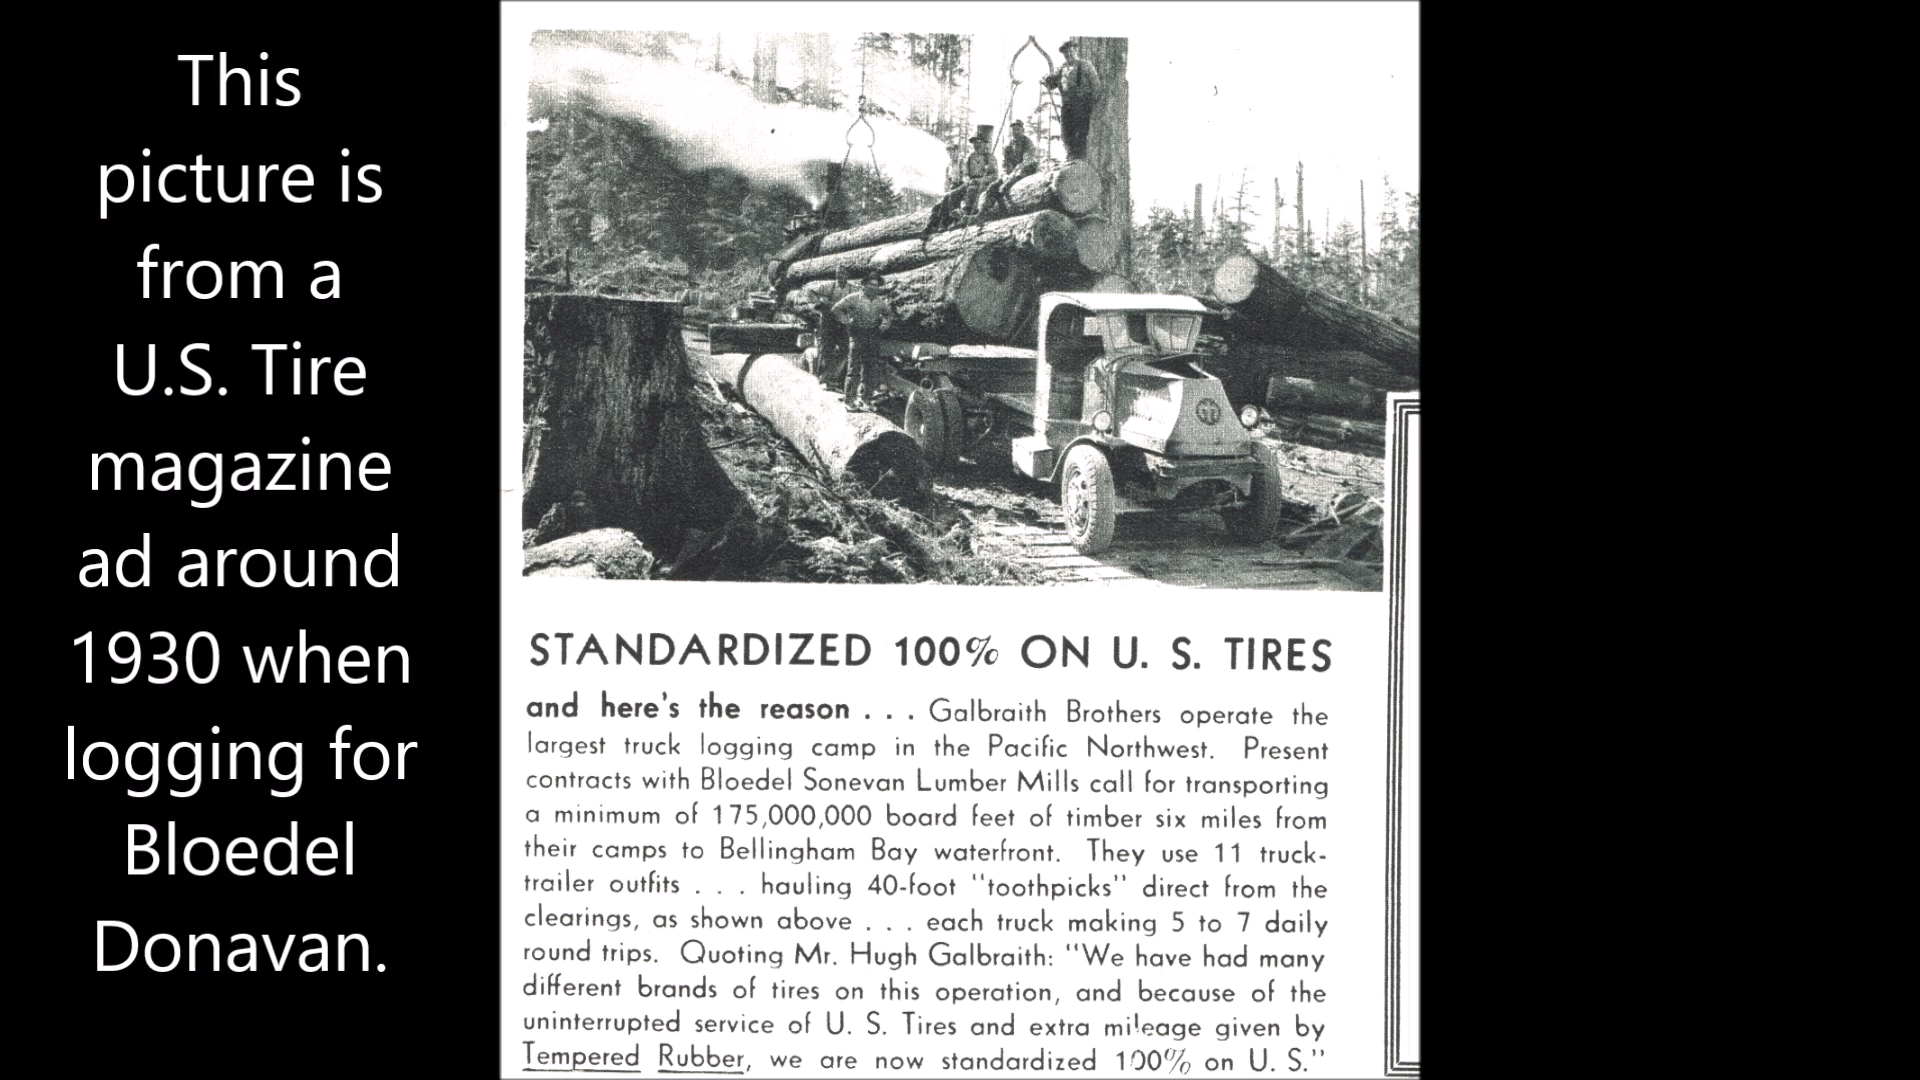 This
picture is
from a
U.S. Tire
magazine
ad around
1930 when
logging for
Bloedel
Donavan.
STANDARDIZED 100% ON U. S. TIRES
and here's the reason . . . Galbraith Brothers operate the
largest truck logging camp in the Pacific Northwest. Present
contracts with Bloedel Sonevan Lumber Mills call for transporting
a minimum of 175,000,000 board feet of timber six miles from
their camps to Bellingham Bay waterfront. They use 11 truck-
trailer outfits . . . hauling 40-foot "toothpicks" direct from the
clearings, as shown above . . . each truck making 5 to 7 daily
round trips. Quoting Mr. Hugh Galbraith: "We have had many
different brands of tires on this operation, and because of the
uninterrupted service of U. S. Tires and extra mileage given by
Tempered Rubber, we are now standardized 100% on U. S."